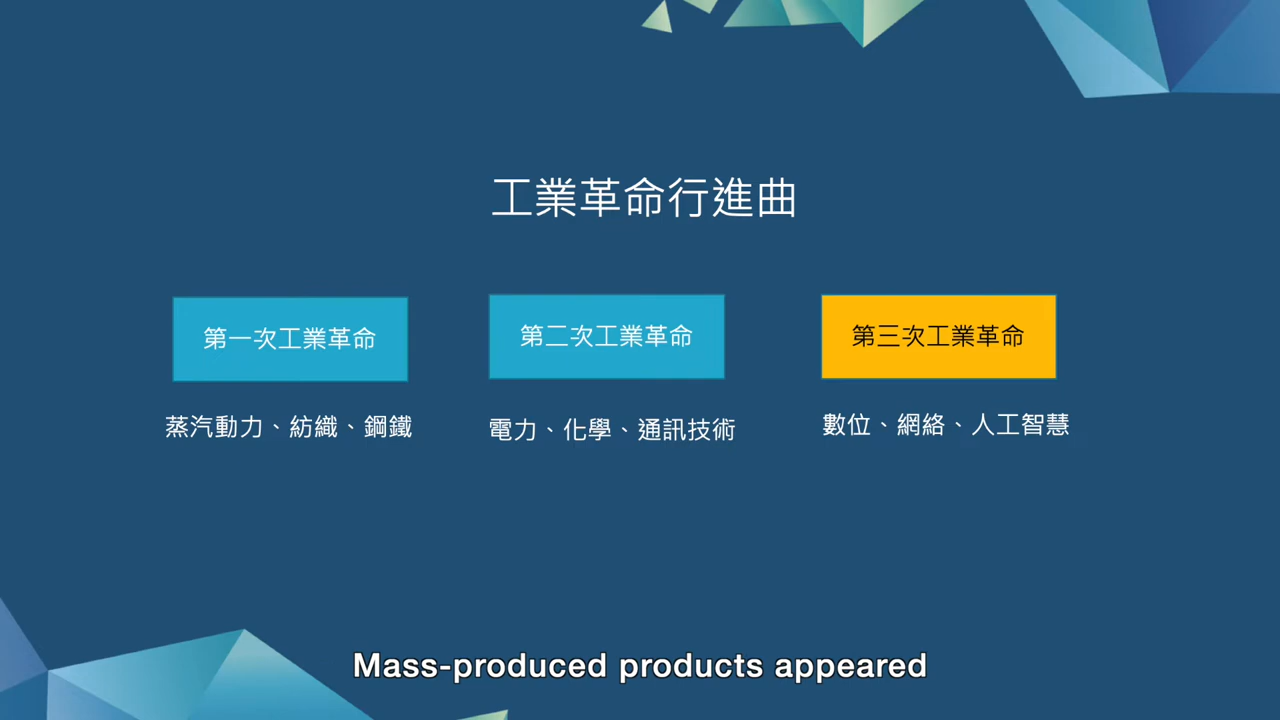 工業革命行進曲
第一次工業革命
第二次工業革命
第三次工業革命
蒸汽動力、紡織、鋼鐵
電力、化學、通訊技術
數位、網絡、人工智慧
Mass-produced products appeared